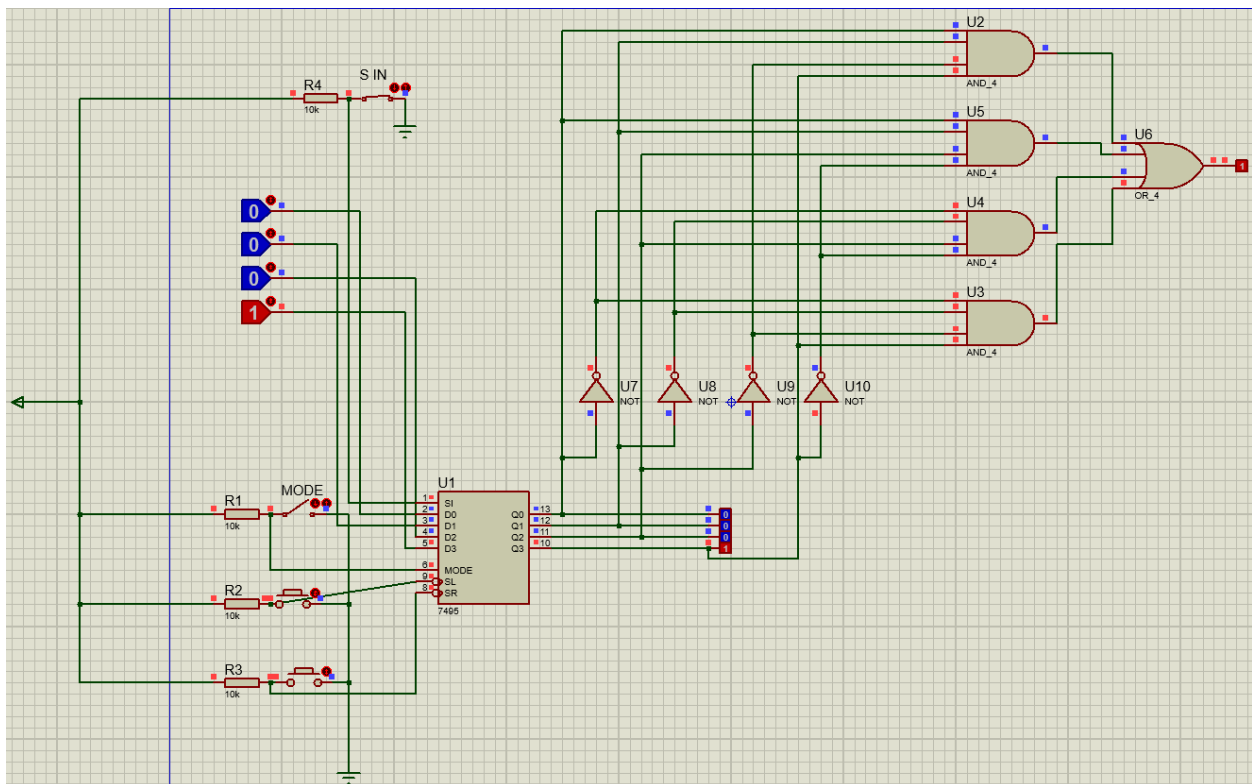 U2
AND_4
R4
10k
S IN
U5
AND_4
U6
OR_4
1
0
0
0
1
U4
AND_4
U3
AND_4
U7
NOT
U8
NOT
U9
NOT
U10
NOT
R1
10k
MODE
R2
10k
R3
10k
U1
1 SI
2 D0 Q0 13
3 D1 Q1 12
4 D2 Q2 11
5 D3 Q3 10
6 MODE
9 SL
8 SR
7495
0
0
0
1